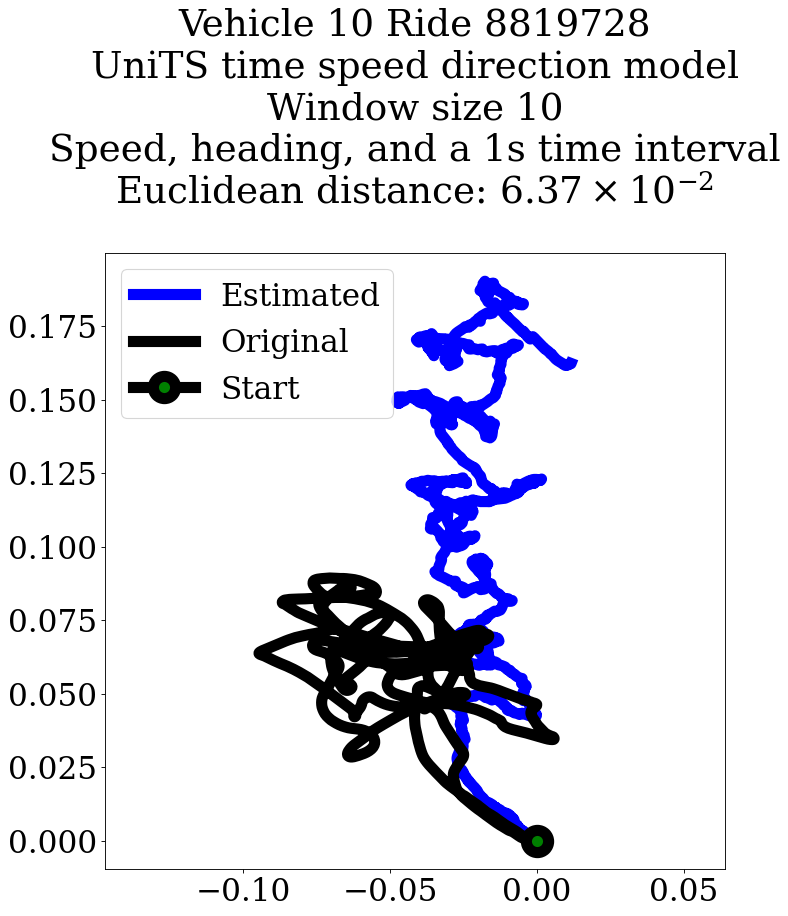 Vehicle 10 Ride 8819728
UniTS time speed direction model
Window size 10
Speed, heading, and a 1s time interval
Euclidean distance: 6.37 × 10⁻²
Estimated
Original
Start
0.175
0.150
0.125
0.100
0.075
0.050
0.025
0.000
−0.10 −0.05 0.00 0.05